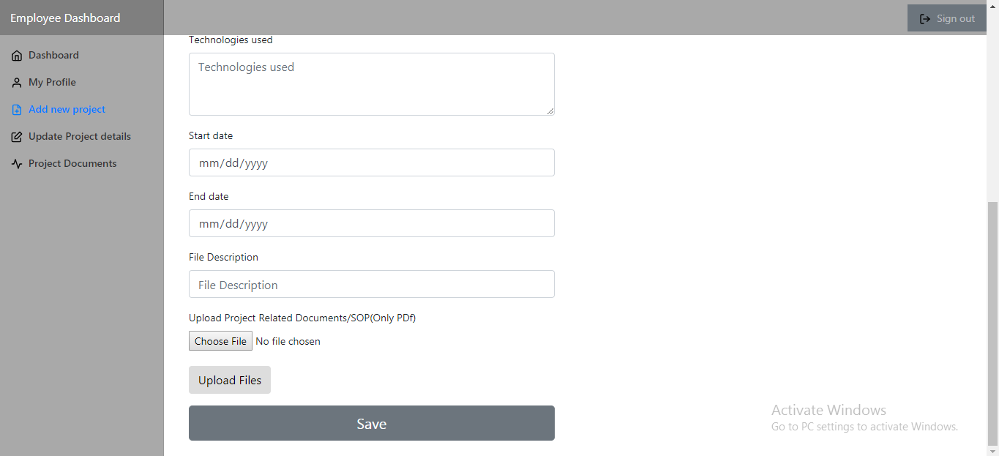 Employee Dashboard
Sign out
Dashboard
My Profile
Add new project
Update Project details
Project Documents
Technologies used
Technologies used
Start date
mm/dd/yyyy
End date
mm/dd/yyyy
File Description
File Description
Upload Project Related Documents/SOP(Only PDf)
Choose File No file chosen
Upload Files
Save
Activate Windows
Go to PC settings to activate Windows.